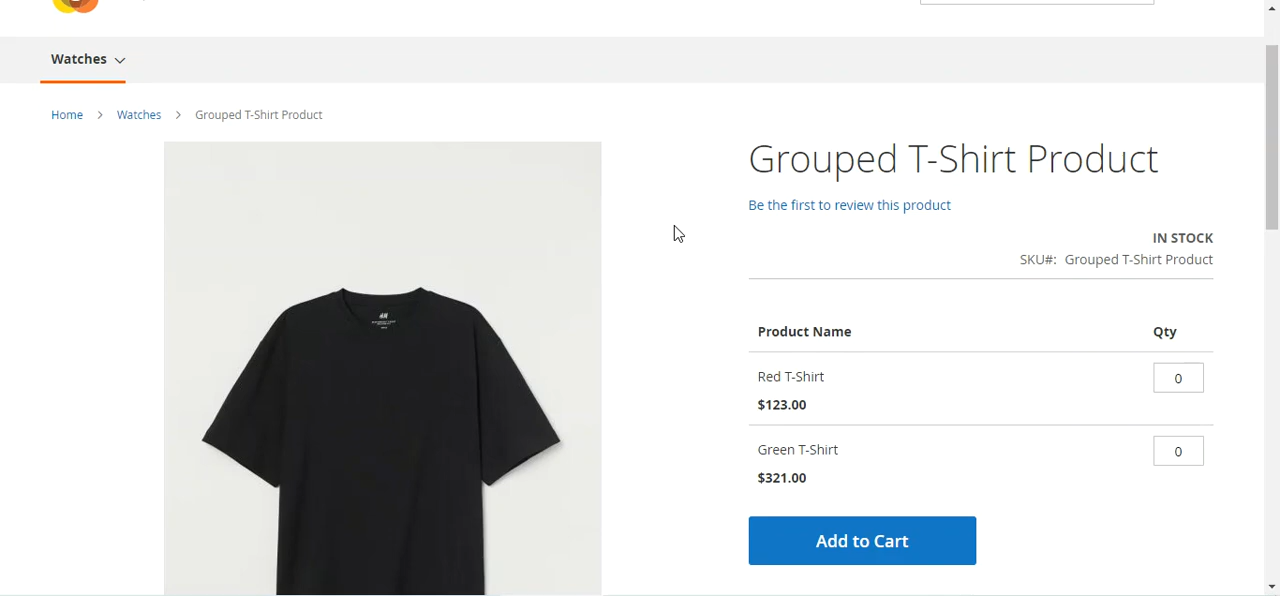 Watches
Home > Watches > Grouped T-Shirt Product
Grouped T-Shirt Product
Be the first to review this product
IN STOCK
SKU#: Grouped T-Shirt Product
Product Name Qty
Red T-Shirt 0
$123.00
Green T-Shirt 0
$321.00
Add to Cart
H&M